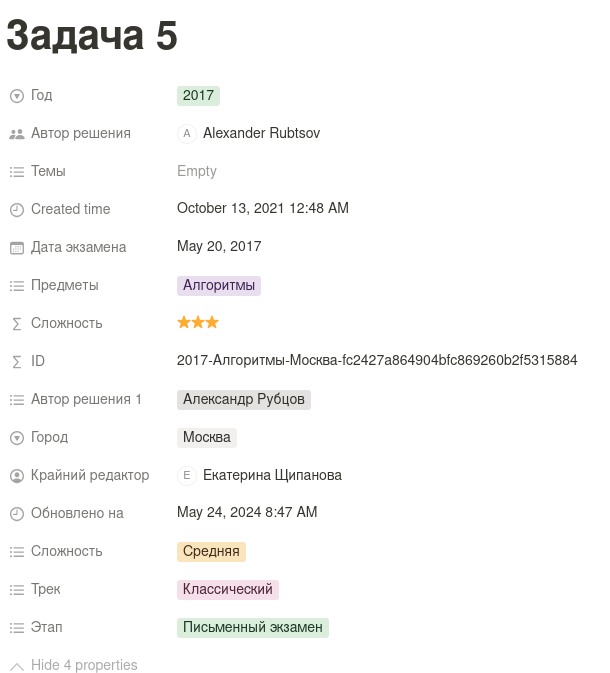 Задача 5
Год 2017
Автор решения A Alexander Rubtsov
Темы Empty
Created time October 13, 2021 12:48 AM
Дата экзамена May 20, 2017
Предметы Алгоритмы
Сложность ⭐⭐⭐
ID 2017-Алгоритмы-Москва-fc2427a864904bfc869260b2f5315884
Автор решения 1 Александр Рубцов
Город Москва
Крайний редактор E Екатерина Щипанова
Обновлено на May 24, 2024 8:47 AM
Сложность Средняя
Трек Классический
Этап Письменный экзамен
Hide 4 properties